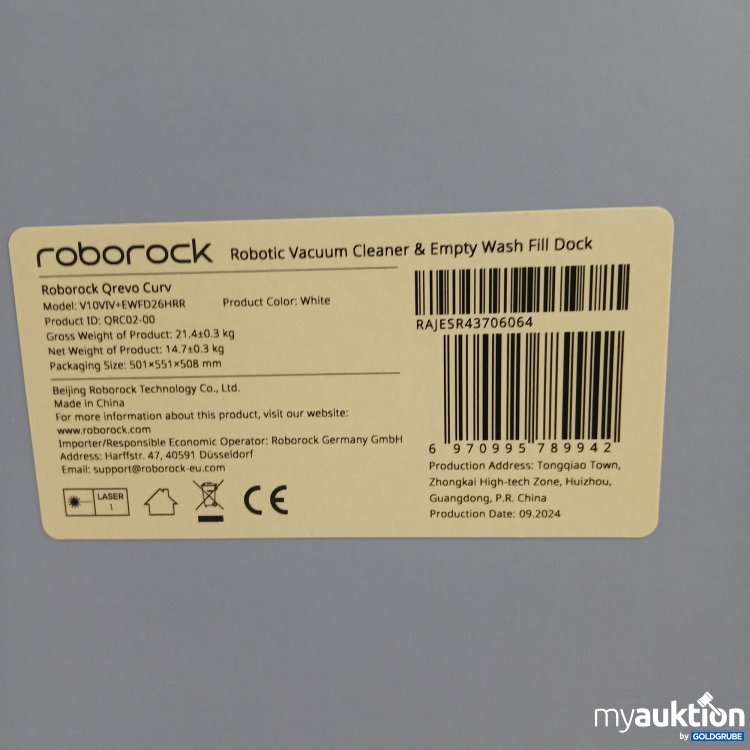 roborock Robotic Vacuum Cleaner & Empty Wash Fill Dock
Roborock Qrevo Curv
Model: V10VIV+EWFD26HRR Product Color: White
Product ID: QRC02-00
Gross Weight of Product: 21.4±0.3 kg
Net Weight of Product: 14.7±0.3 kg
Packaging Size: 501×551×508 mm
Beijing Roborock Technology Co., Ltd.
Made in China
For more information about this product, visit our website:
www.roborock.com
Importer/Responsible Economic Operator: Roborock Germany GmbH
Address: Harffstr. 47, 40591 Düsseldorf
Email: support@roborock-eu.com
LASER
1
CE
RAJESR43706064
6 970995 789942
Production Address: Tongqiao Town,
Zhongkai High-tech Zone, Huizhou,
Guangdong, P.R. China
Production Date: 09.2024
myauktion
by GOLDGRUBE